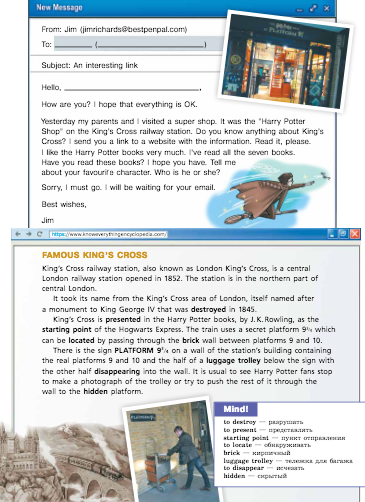 New Message
From: Jim (jimrichards@bestpenpal.com)
To: ____________ (____________________)
Subject: An interesting link
Hello, ______________________________.
How are you? I hope that everything is OK.
Yesterday my parents and I visited a super shop. It was the "Harry Potter
Shop" on the King's Cross railway station. Do you know anything about King's
Cross? I send you a link to a website with the information. Read it, please.
I like the Harry Potter books very much. I've read all the seven books.
Have you read these books? I hope you have. Tell me
about your favourite character. Who is he or she?
Sorry, I must go. I will be waiting for your email.
Best wishes,
Jim
PLATFORM 9¾
https://www.knoweverythingencyclopedia.com/
FAMOUS KING'S CROSS
King's Cross railway station, also known as London King's Cross, is a central
London railway station opened in 1852. The station is in the northern part of
central London.
It took its name from the King's Cross area of London, itself named after
a monument to King George IV that was destroyed in 1845.
King's Cross is presented in the Harry Potter books, by J.K.Rowling, as the
starting point of the Hogwarts Express. The train uses a secret platform 9¾ which
can be located by passing through the brick wall between platforms 9 and 10.
There is the sign PLATFORM 9¾ on a wall of the station's building containing
the real platforms 9 and 10 and the half of a luggage trolley below the sign with
the other half disappearing into the wall. It is usual to see Harry Potter fans stop
to make a photograph of the trolley or try to push the rest of it through the
wall to the hidden platform.
PLATFORM 9¾
Mind!
to destroy — разрушать
to present — представлять
starting point — пункт отправления
to locate — обнаруживать
brick — кирпичный
luggage trolley — тележка для багажа
to disappear — исчезать
hidden — скрытый